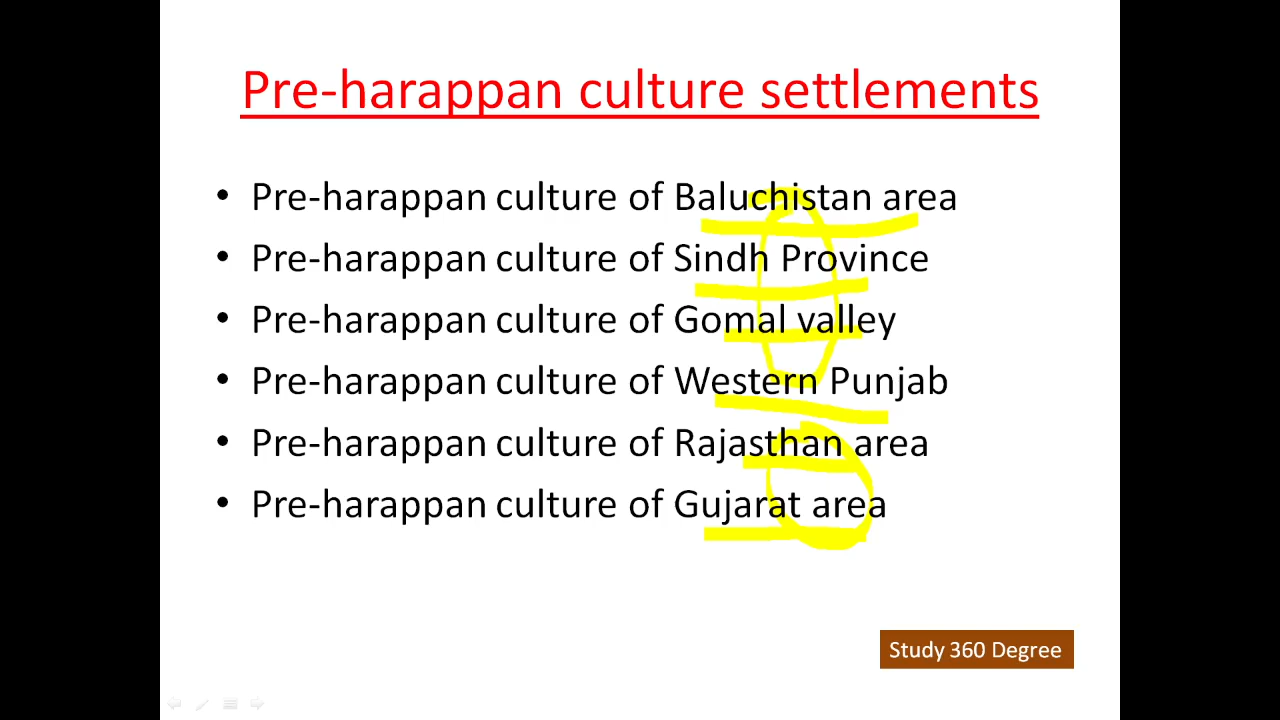 Pre-harappan culture settlements
• Pre-harappan culture of Baluchistan area
• Pre-harappan culture of Sindh Province
• Pre-harappan culture of Gomal valley
• Pre-harappan culture of Western Punjab
• Pre-harappan culture of Rajasthan area
• Pre-harappan culture of Gujarat area
Study 360 Degree